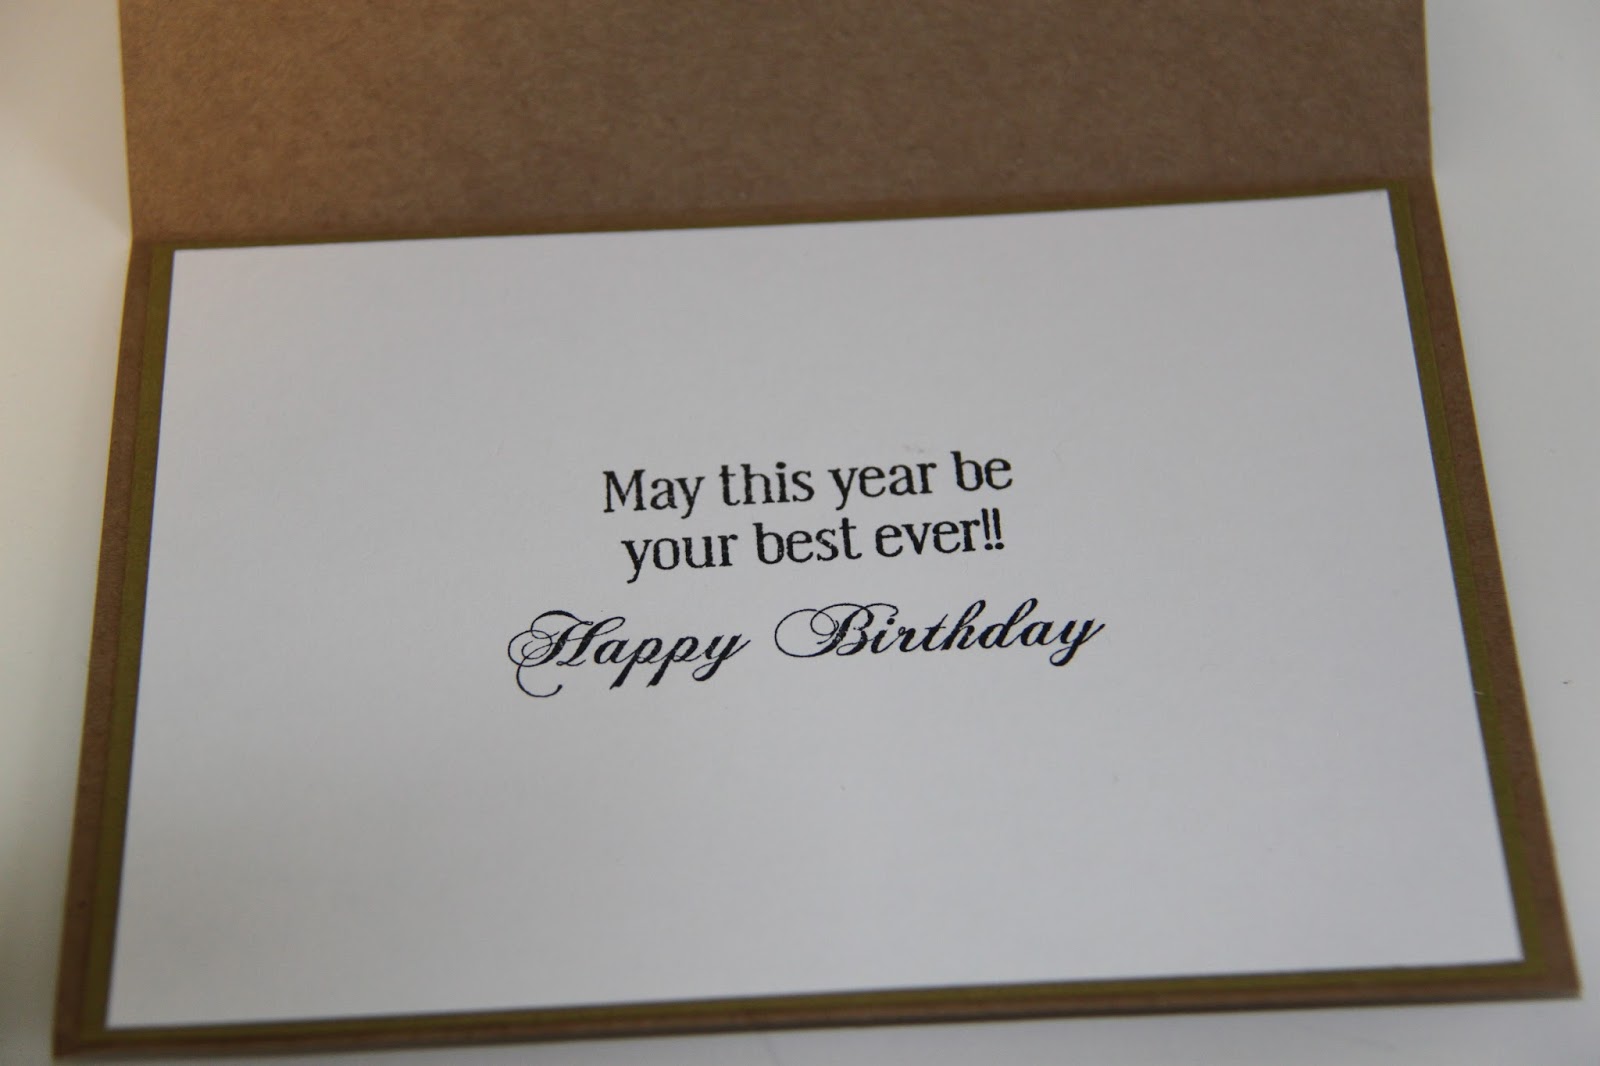 May this year be
your best ever!!
Happy Birthday